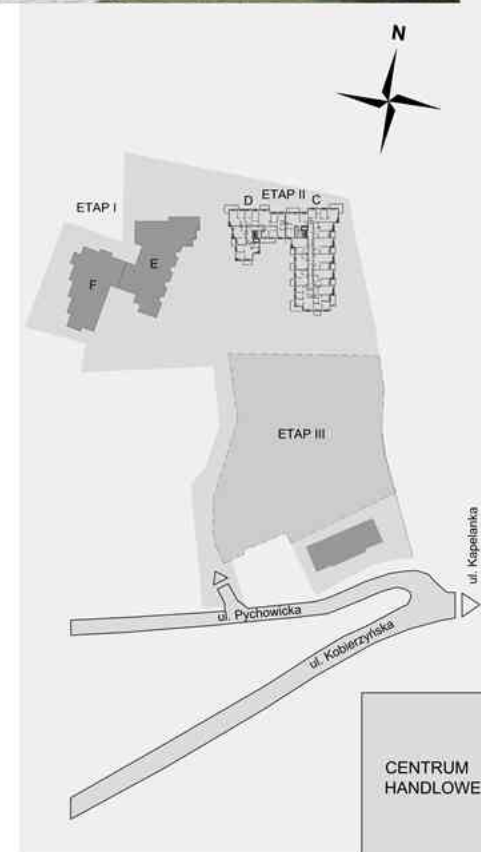 N
ETAP I
D
ETAP II
C
E
F
ETAP III
ul. Kapelanka
ul. Pychowicka
ul. Kobierzyńska
CENTRUM
HANDLOWE